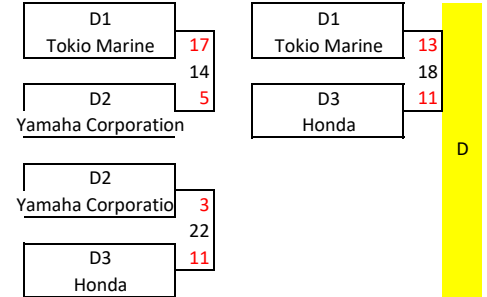 D1
Tokio Marine 17
14
D2 5
Yamaha Corporation
D2
Yamaha Corporatio 3
22
D3 11
Honda
D1
Tokio Marine 13
18
D3 11
Honda
D